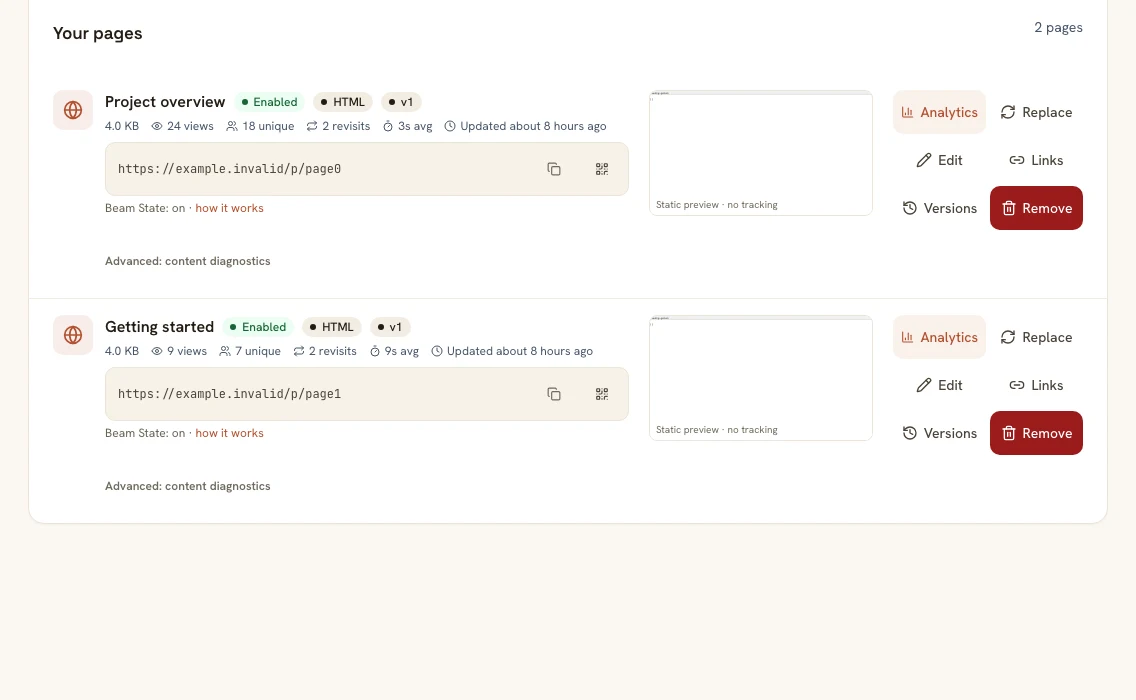 Your pages
2 pages
Project overview Enabled HTML v1
4.0 KB 24 views 18 unique 2 revisits 3s avg Updated about 8 hours ago
https://example.invalid/p/page0
Beam State: on · how it works
Advanced: content diagnostics
Static preview · no tracking
Analytics Replace
Edit Links
Versions Remove
Getting started Enabled HTML v1
4.0 KB 9 views 7 unique 2 revisits 9s avg Updated about 8 hours ago
https://example.invalid/p/page1
Beam State: on · how it works
Advanced: content diagnostics
Static preview · no tracking
Analytics Replace
Edit Links
Versions Remove